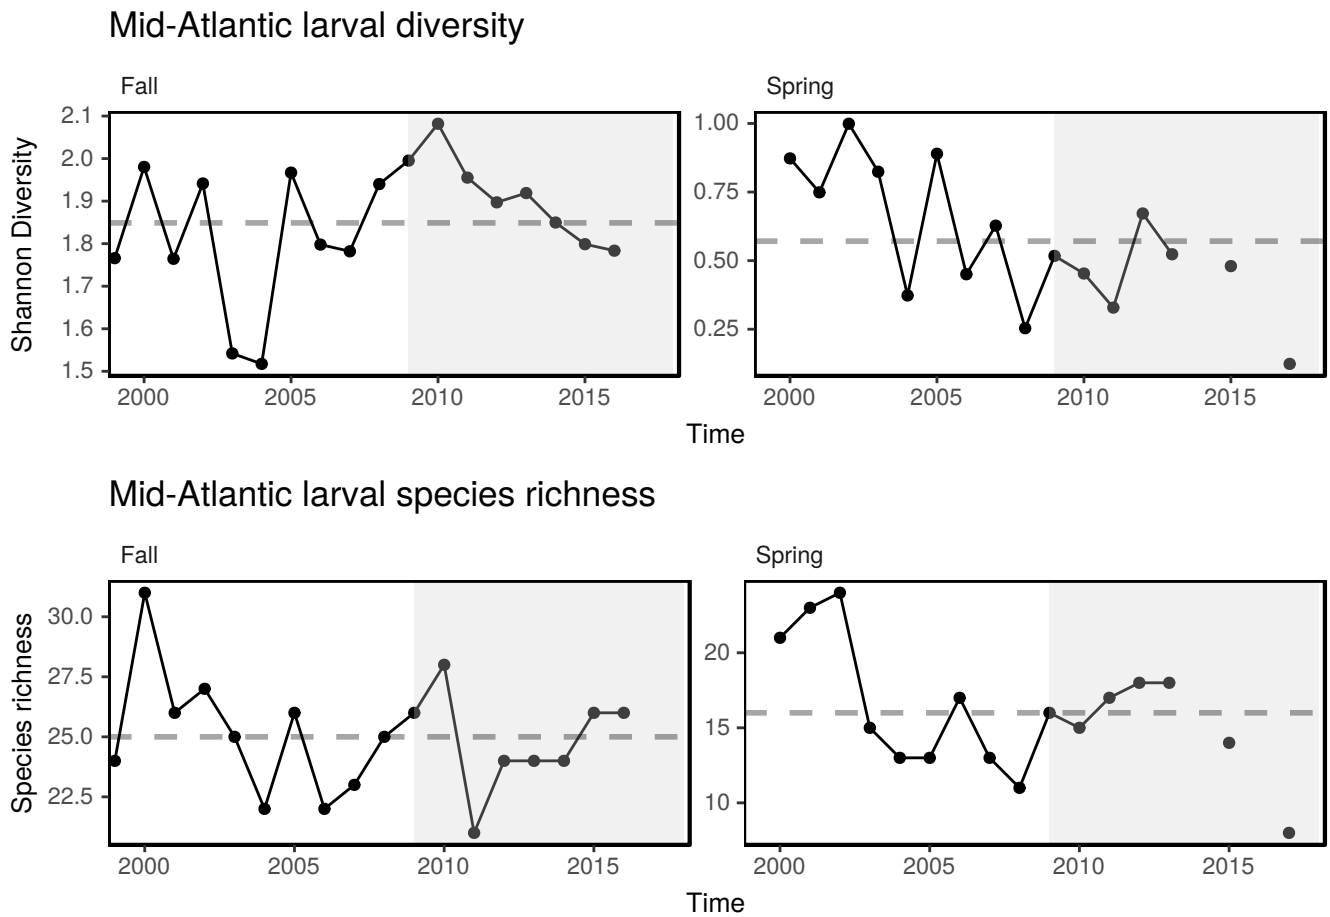 Mid-Atlantic larval diversity
Fall
Spring
Shannon Diversity
2.1
2.0
1.9
1.8
1.7
1.6
1.5
1.00
0.75
0.50
0.25
2000 2005 2010 2015
2000 2005 2010 2015
Time
Mid-Atlantic larval species richness
Fall
Spring
Species richness
30.0
27.5
25.0
22.5
20
15
10
2000 2005 2010 2015
2000 2005 2010 2015
Time